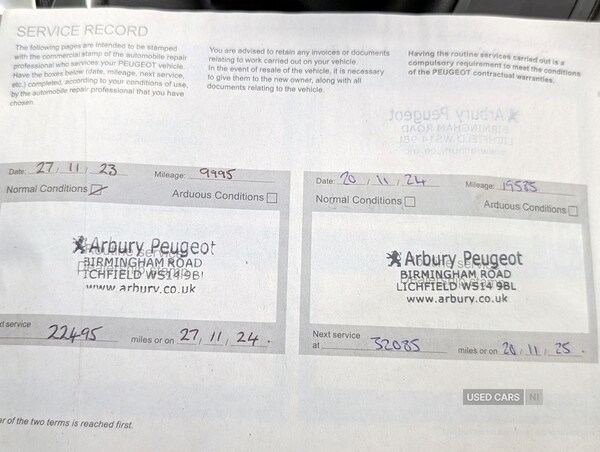 SERVICE RECORD
The following pages are intended to be stamped
with the commercial stamp of the automobile repair
professional who services your PEUGEOT vehicle.
Have the boxes below (date, mileage, next service,
etc.) completed, according to your conditions of use,
by the automobile repair professional that you have
chosen.
You are advised to retain any invoices or documents
relating to work carried out on your vehicle.
In the event of resale of the vehicle, it is necessary
to give them to the new owner, along with all
documents relating to the vehicle.
Having the routine services carried out is a
compulsory requirement to meet the conditions
of the PEUGEOT contractual warranties.
Date: 27, 11, 23 Mileage: 9995
Normal Conditions
Arduous Conditions
Arbury Peugeot
BIRMINGHAM ROAD
LICHFIELD WS14 9BL
www.arbury.co.uk
service 22495 miles or on 27, 11, 24.
Date: 20, 11, 24 Mileage: 19585
Normal Conditions
Arduous Conditions
Arbury Peugeot
BIRMINGHAM ROAD
LICHFIELD WS14 9BL
www.arbury.co.uk
Next service
at 32085 miles or on 20, 11, 25.
USED CARS NI
of the two terms is reached first.